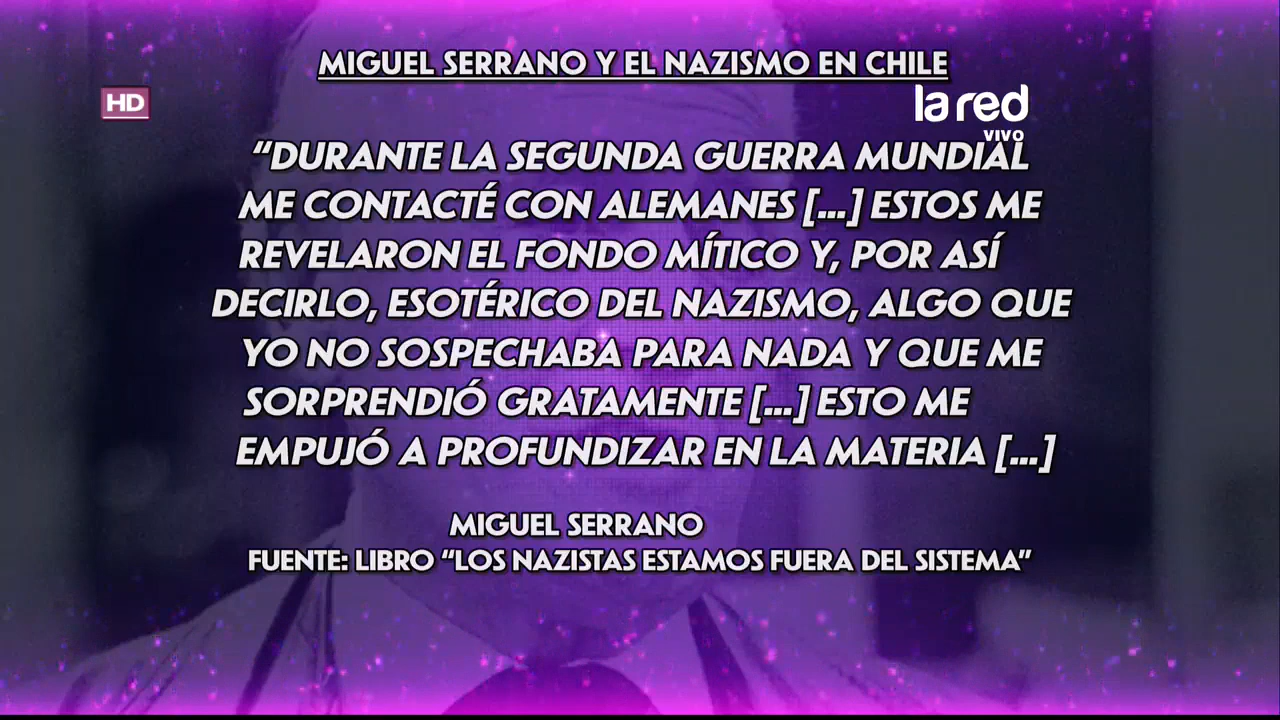 MIGUEL SERRANO Y EL NAZISMO EN CHILE
HD
la red
VIVO
“DURANTE LA SEGUNDA GUERRA MUNDIAL
ME CONTACTÉ CON ALEMANES [...] ESTOS ME
REVELARON EL FONDO MÍTICO Y, POR ASÍ
DECIRLO, ESOTÉRICO DEL NAZISMO, ALGO QUE
YO NO SOSPECHABA PARA NADA Y QUE ME
SORPRENDIÓ GRATAMENTE [...] ESTO ME
EMPUJÓ A PROFUNDIZAR EN LA MATERIA [...]
MIGUEL SERRANO
FUENTE: LIBRO “LOS NAZISTAS ESTAMOS FUERA DEL SISTEMA”